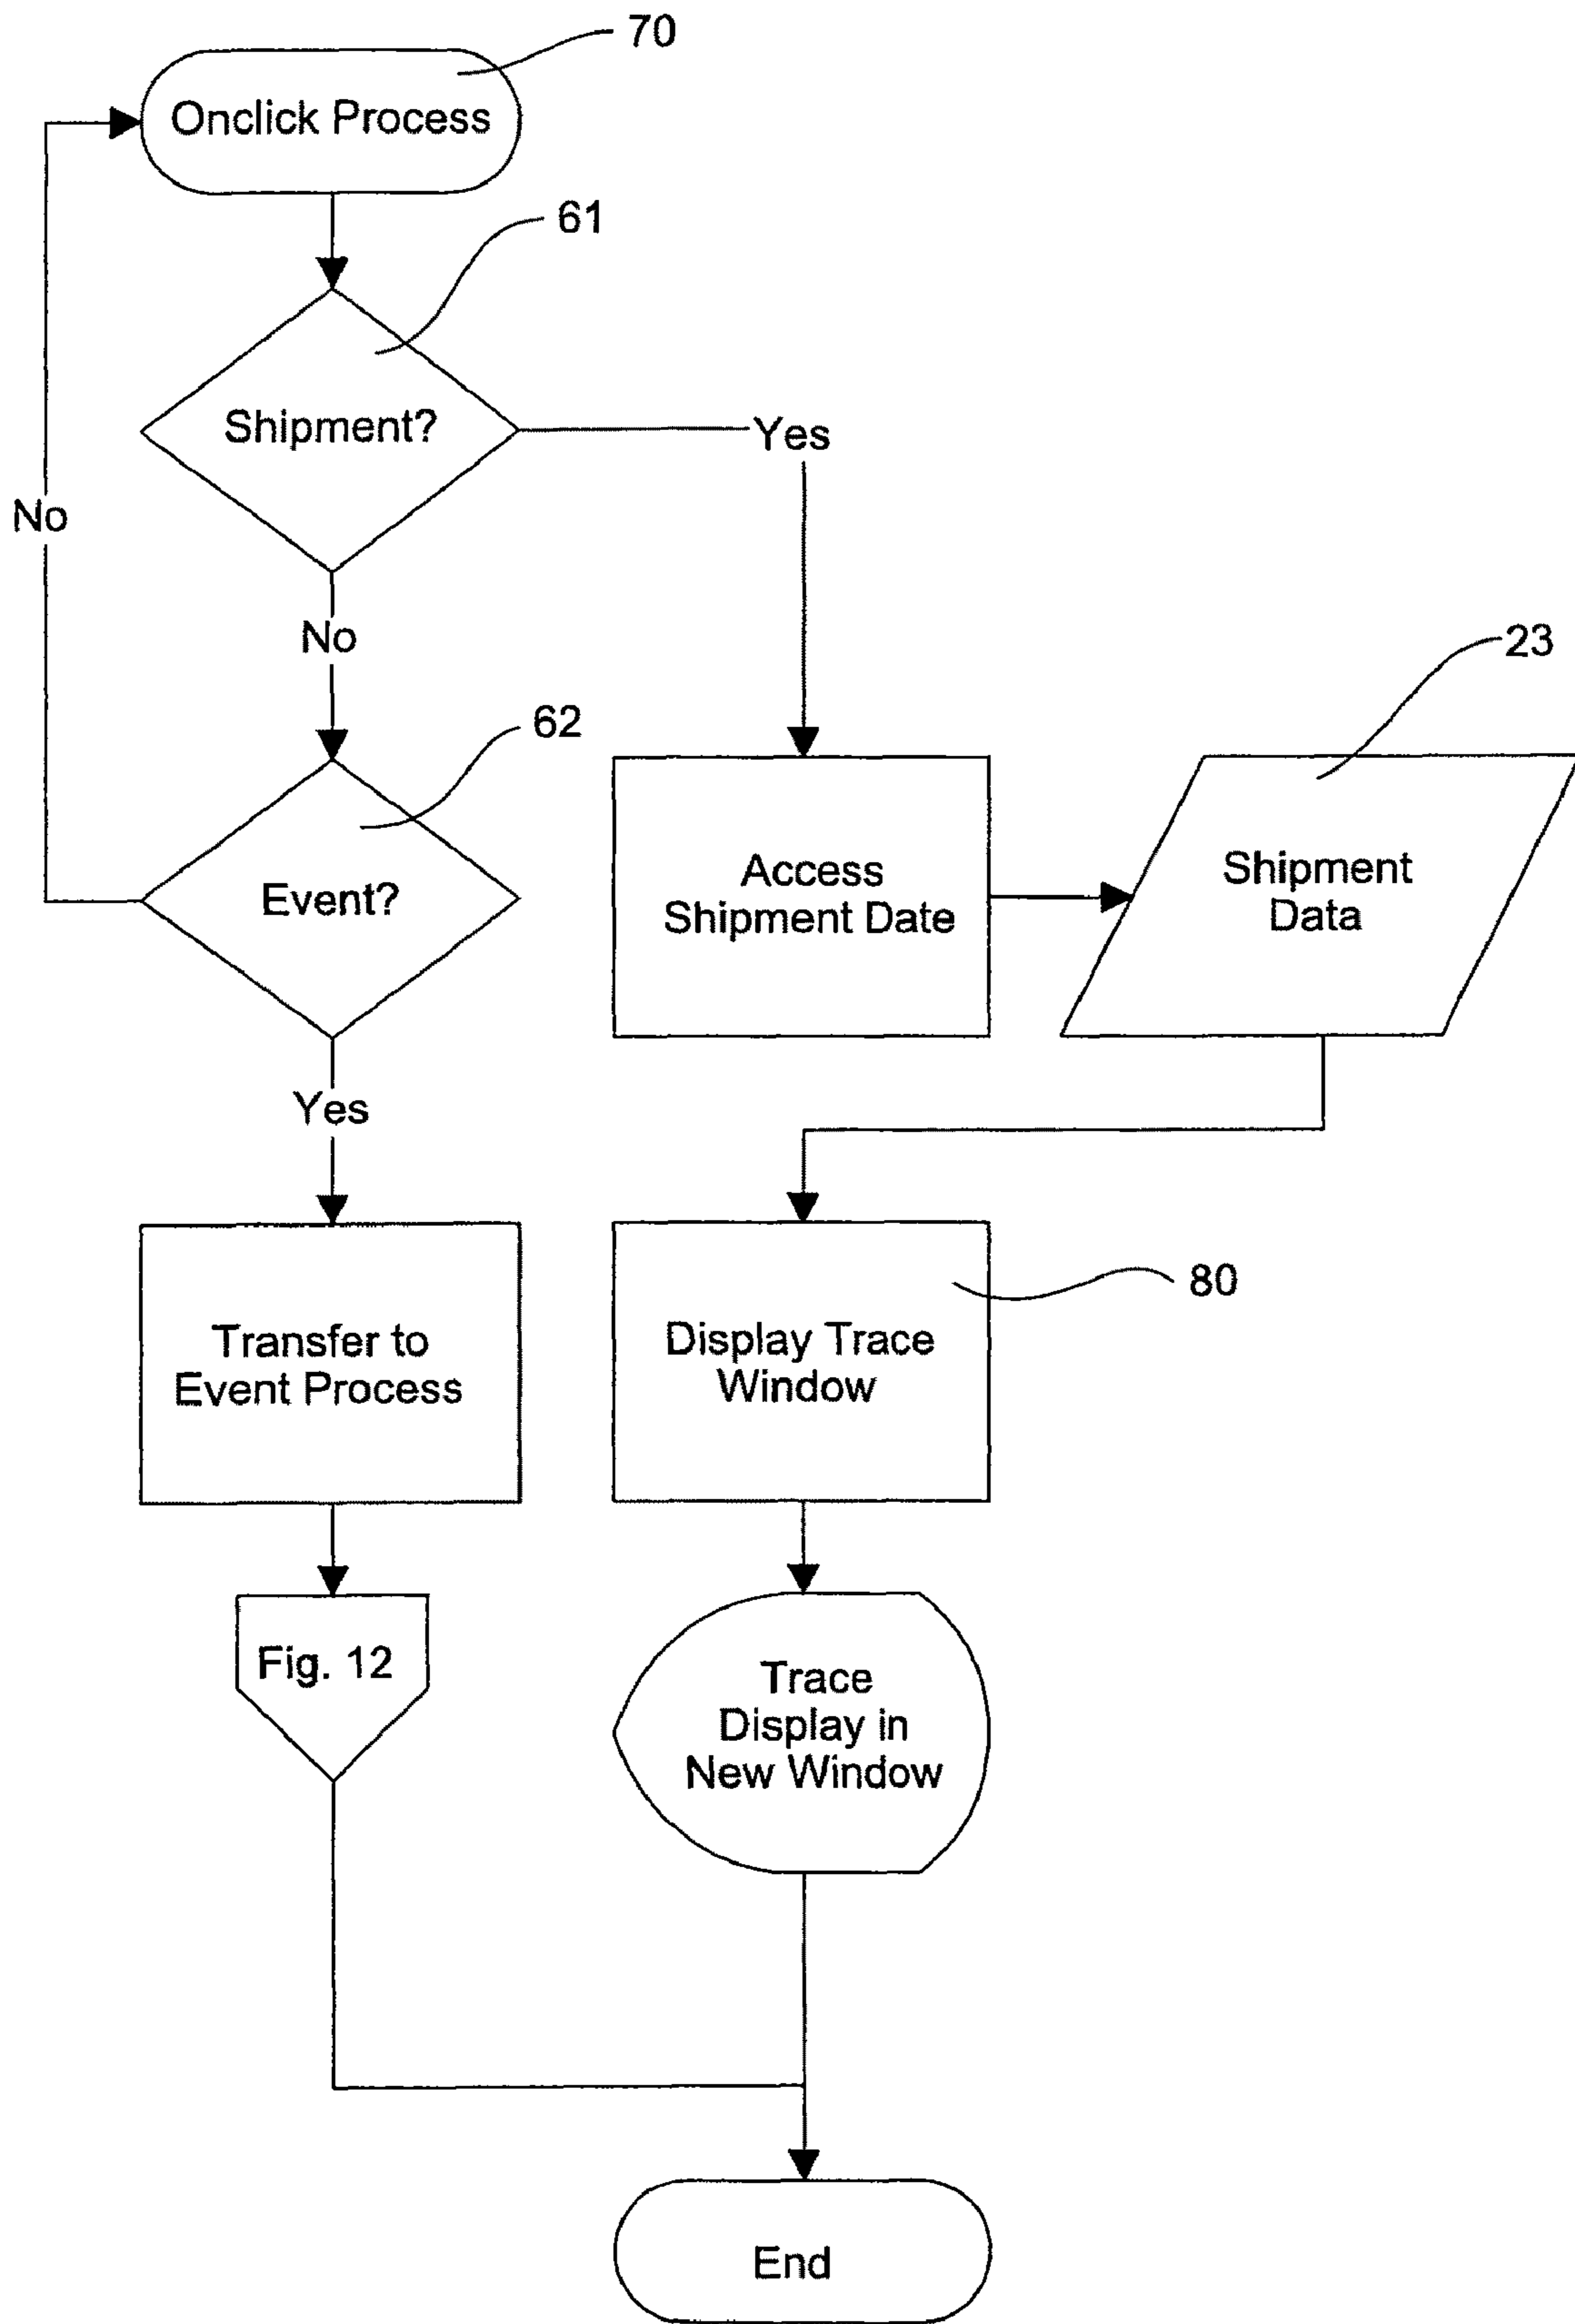 70
Onclick Process
61
Shipment?
Yes
No
No
23
62
Event?
Access
Shipment Date
Shipment
Data
Yes
80
Transfer to
Event Process
Display Trace
Window
Fig. 12
Trace
Display in
New Window
End